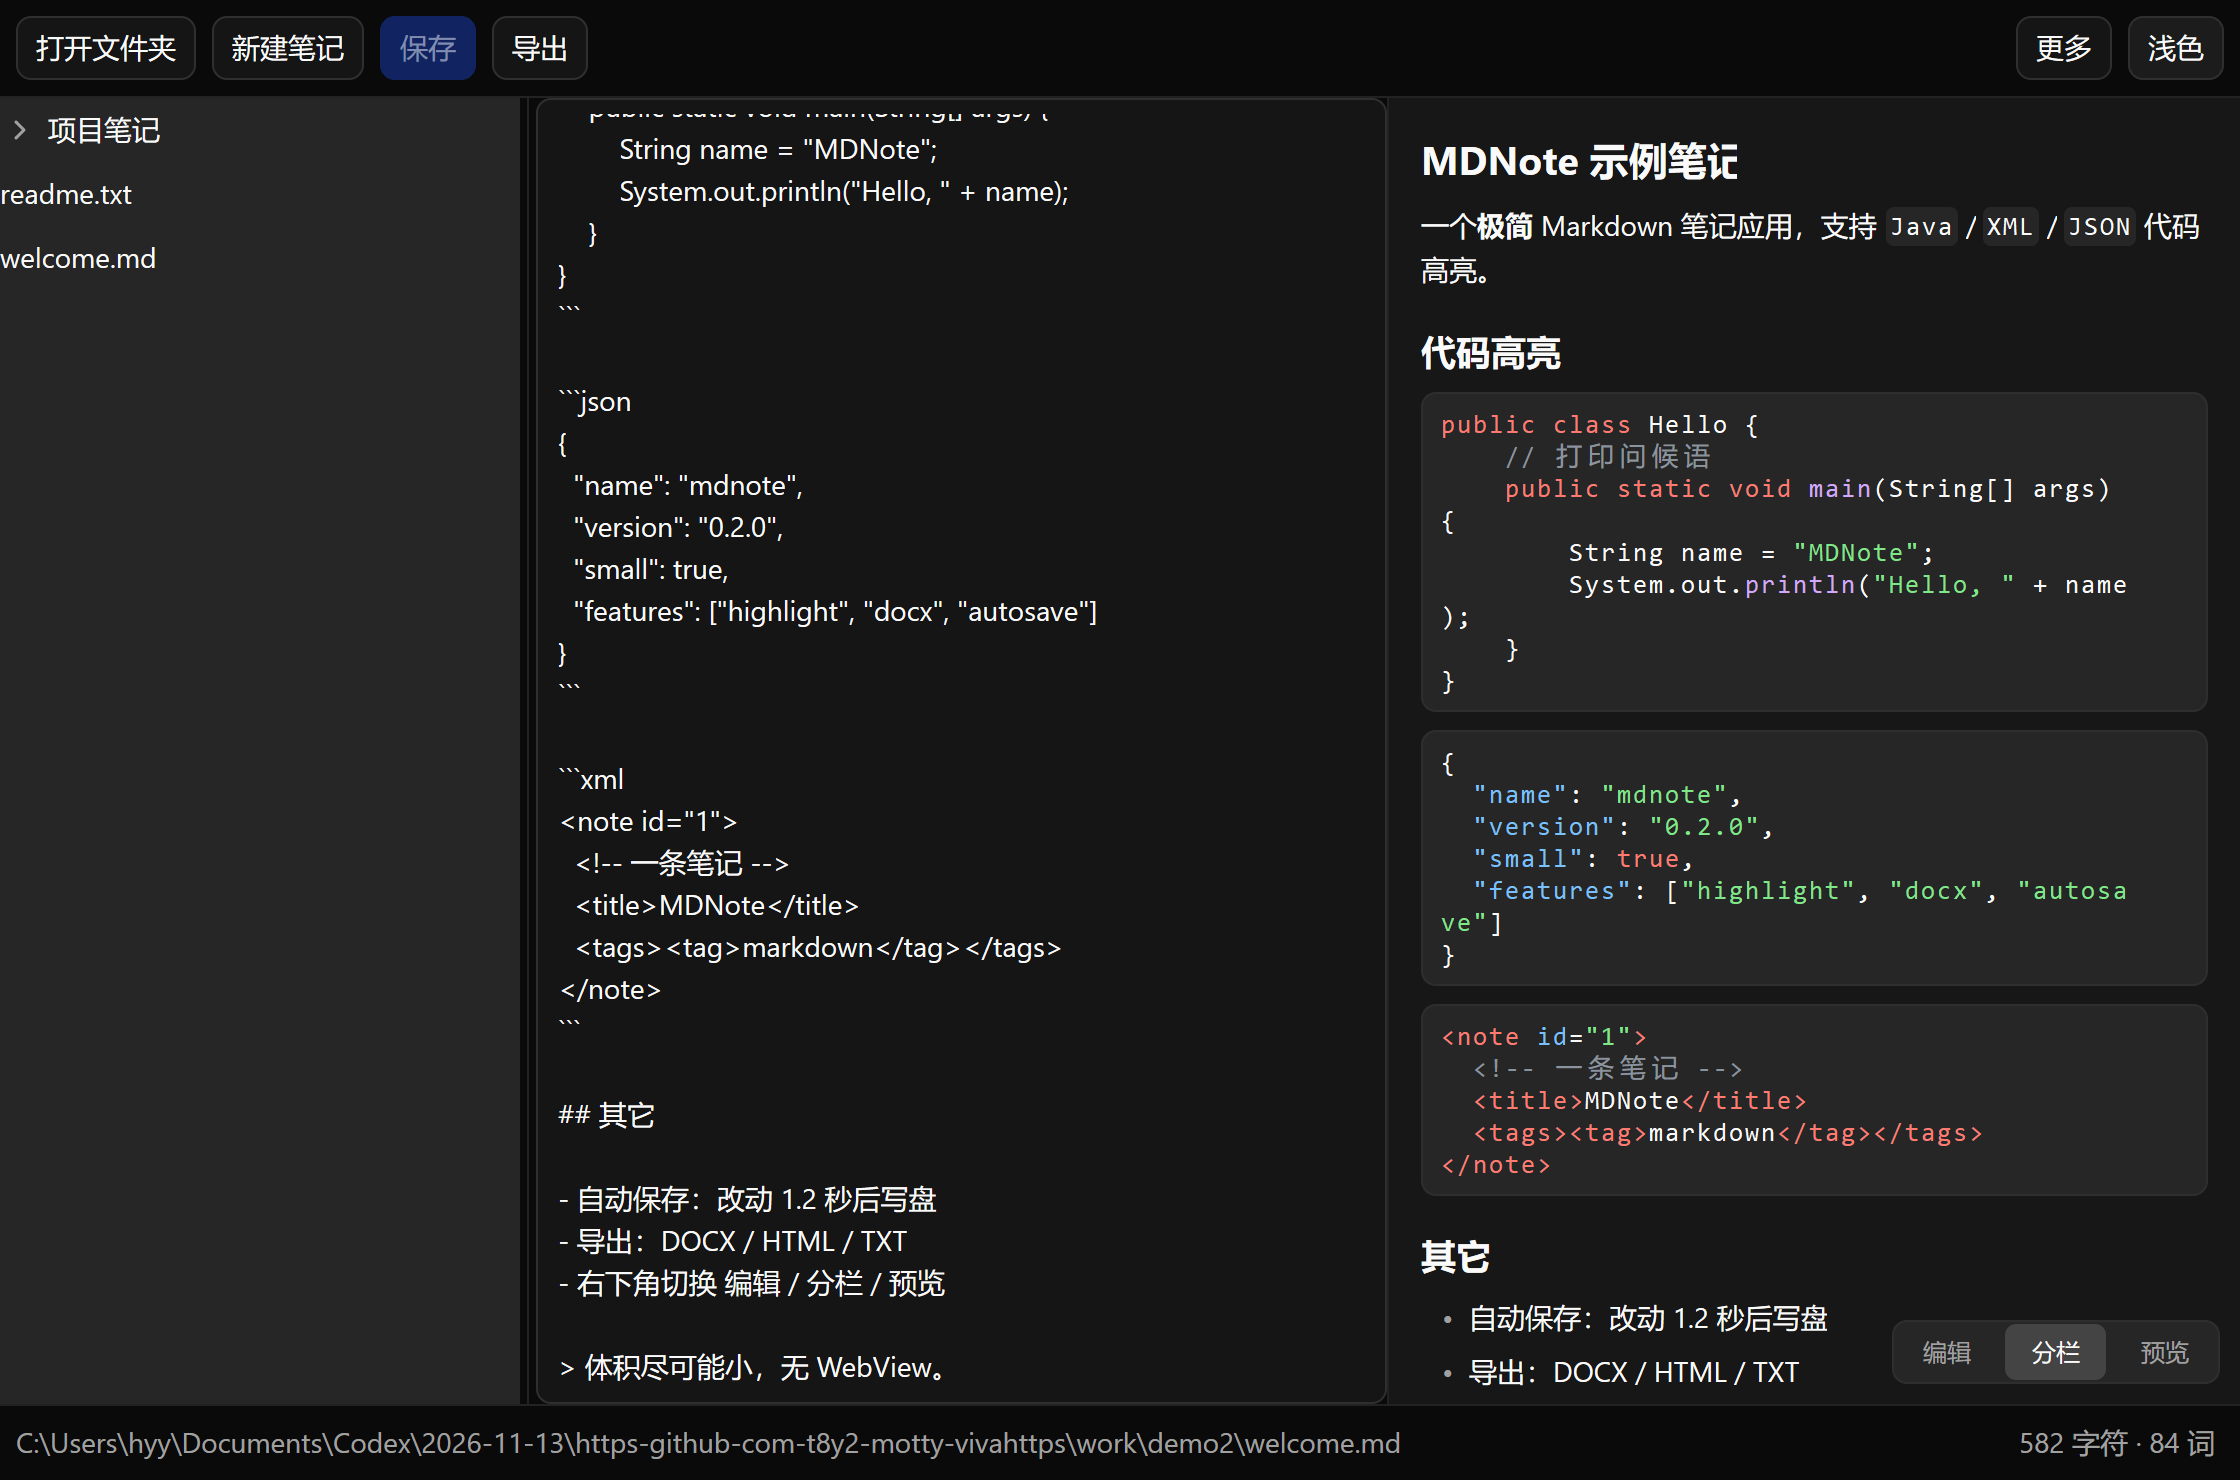 打开文件夹 新建笔记 保存 导出 更多 浅色
项目笔记
readme.txt
welcome.md
public static void main(String[] args) {
String name = "MDNote";
System.out.println("Hello, " + name);
}
}
```
```json
{
"name": "mdnote",
"version": "0.2.0",
"small": true,
"features": ["highlight", "docx", "autosave"]
}
```
```xml
<note id="1">
<!-- 一条笔记 -->
<title>MDNote</title>
<tags><tag>markdown</tag></tags>
</note>
```
## 其它
- 自动保存：改动 1.2 秒后写盘
- 导出：DOCX / HTML / TXT
- 右下角切换 编辑 / 分栏 / 预览
> 体积尽可能小，无 WebView。
MDNote 示例笔记
一个极简 Markdown 笔记应用，支持 Java / XML / JSON 代码
高亮。
代码高亮
public class Hello {
// 打印问候语
public static void main(String[] args)
{
String name = "MDNote";
System.out.println("Hello, " + name
);
}
}
{
"name": "mdnote",
"version": "0.2.0",
"small": true,
"features": ["highlight", "docx", "autosa
ve"]
}
<note id="1">
<!-- 一条笔记 -->
<title>MDNote</title>
<tags><tag>markdown</tag></tags>
</note>
其它
• 自动保存：改动 1.2 秒后写盘
• 导出：DOCX / HTML / TXT
编辑 分栏 预览
C:\Users\hyy\Documents\Codex\2026-11-13\https-github-com-t8y2-motty-vivahttps\work\demo2\welcome.md
582 字符 · 84 词